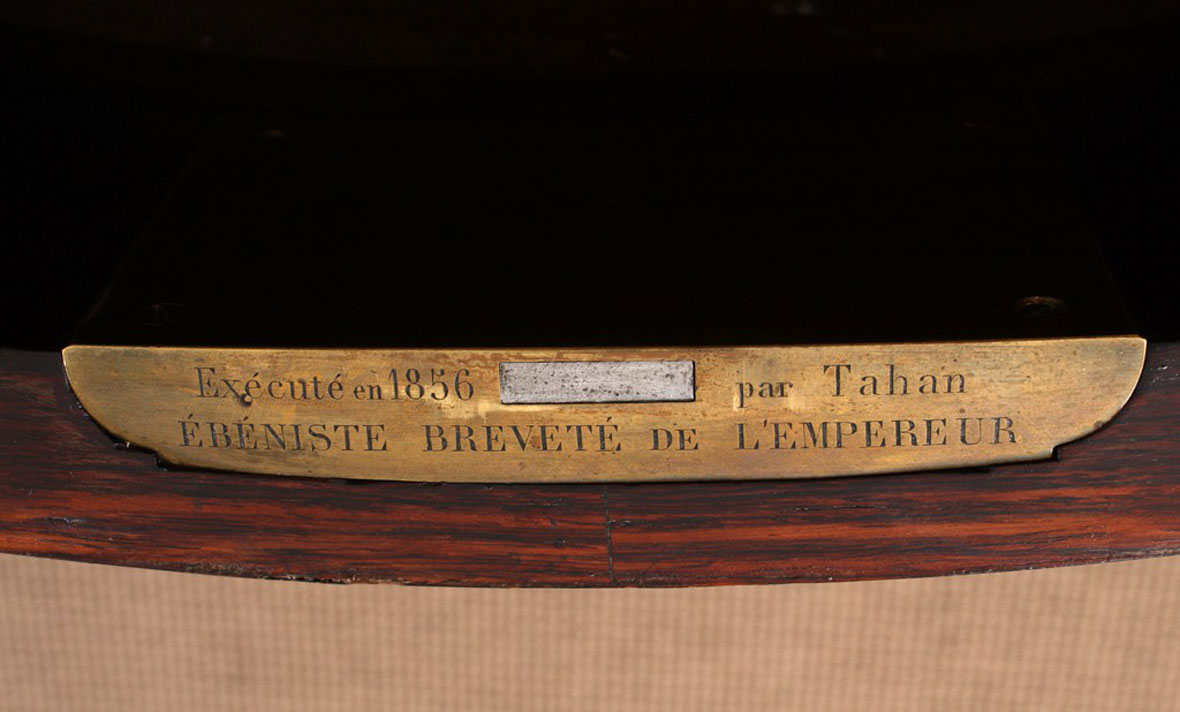 Exécuté en 1856 par Tahan
ÉBÉNISTE BREVETÉ DE L'EMPEREUR